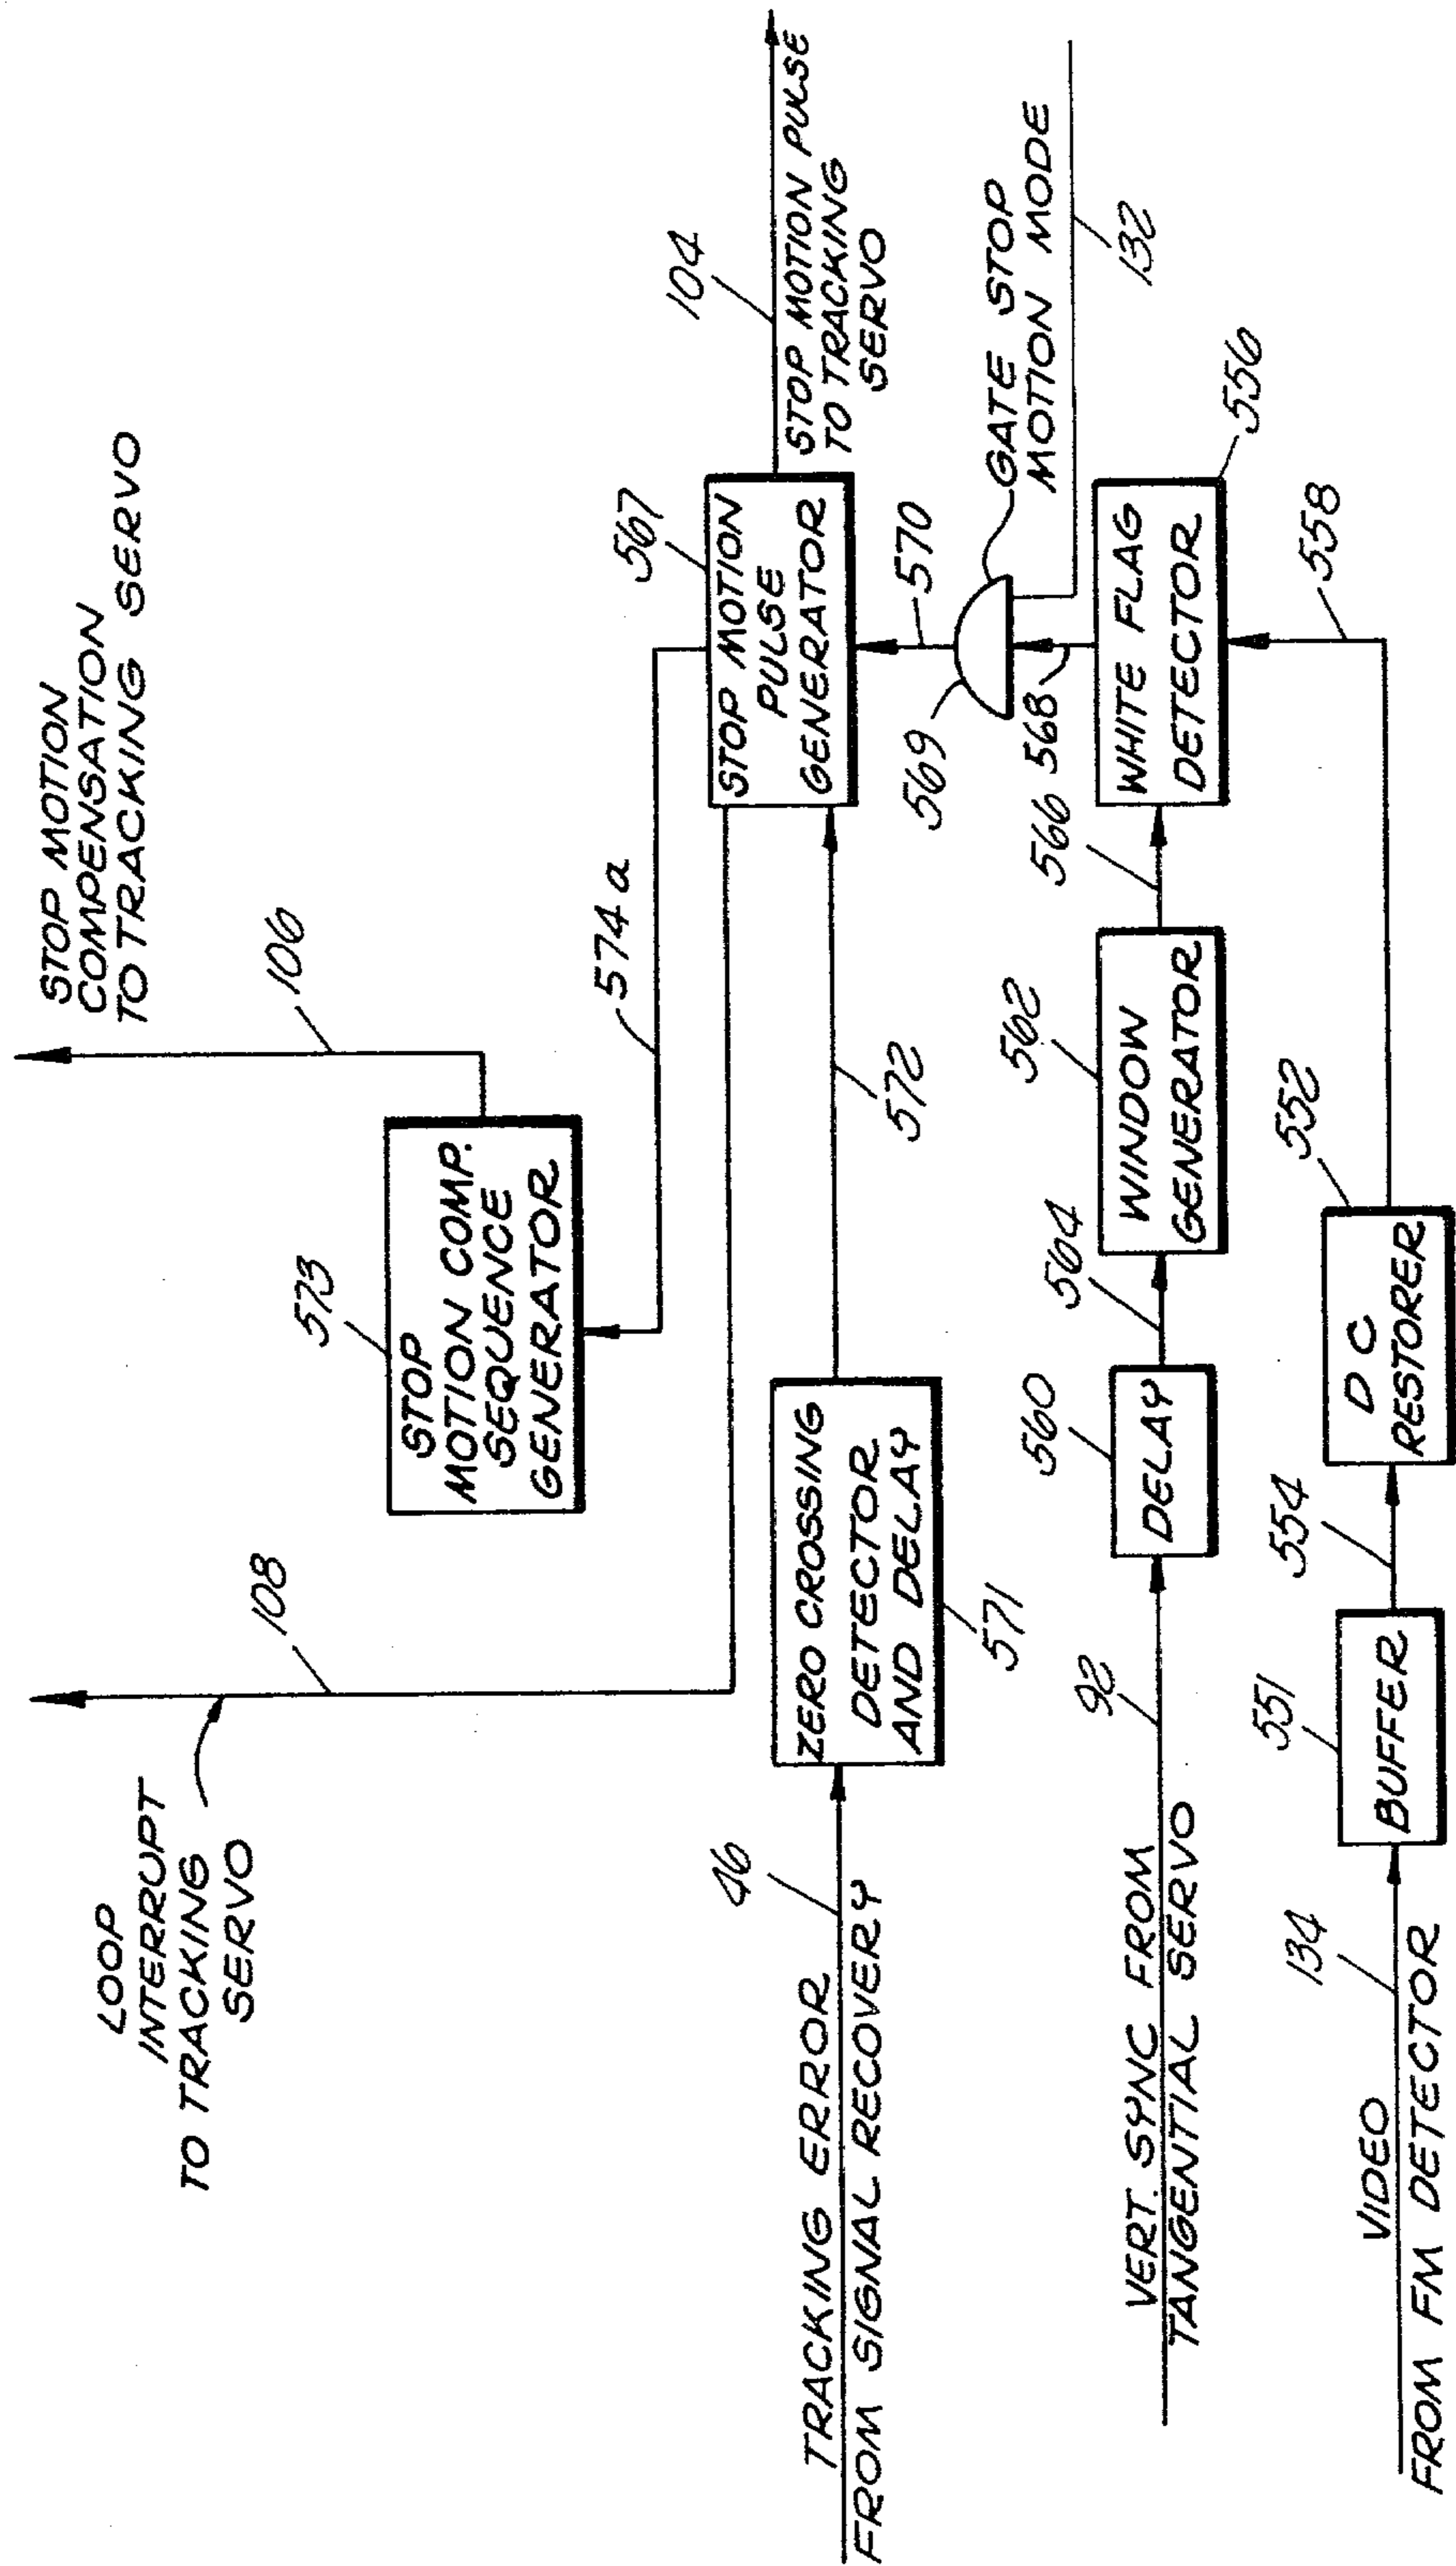 STOP MOTION
COMPENSATION
TO TRACKING SERVO
106
LOOP
INTERRUPT
TO TRACKING
SERVO
108
573
STOP
MOTION COMP.
SEQUENCE
GENERATOR
574a
567
STOP MOTION
PULSE
GENERATOR
104
STOP MOTION PULSE
TO TRACKING
SERVO
TRACKING ERROR
FROM SIGNAL RECOVERY
46
ZERO CROSSING
DETECTOR
AND DELAY
571
572
570
569
GATE STOP
MOTION MODE
132
568
VERT. SYNC FROM
TANGENTIAL SERVO
92
560
DELAY
564
562
WINDOW
GENERATOR
566
WHITE FLAG
DETECTOR
556
558
VIDEO
FROM FM DETECTOR
134
551
BUFFER
554
552
DC
RESTORER